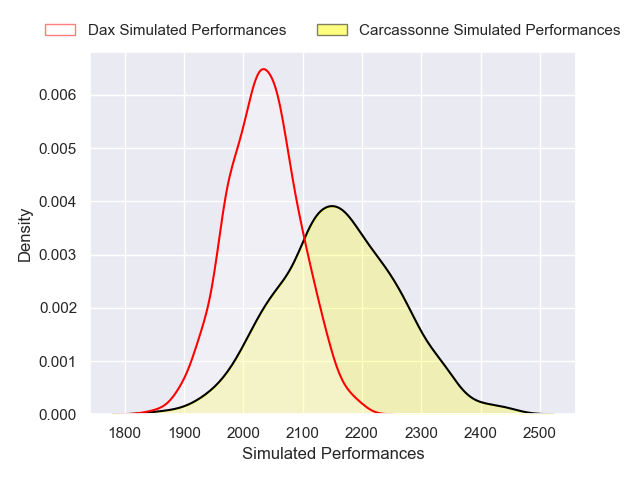 Dax Simulated Performances Carcassonne Simulated Performances
0.006
0.005
0.004
0.003
0.002
0.001
0.000
Density
1800 1900 2000 2100 2200 2300 2400 2500
Simulated Performances